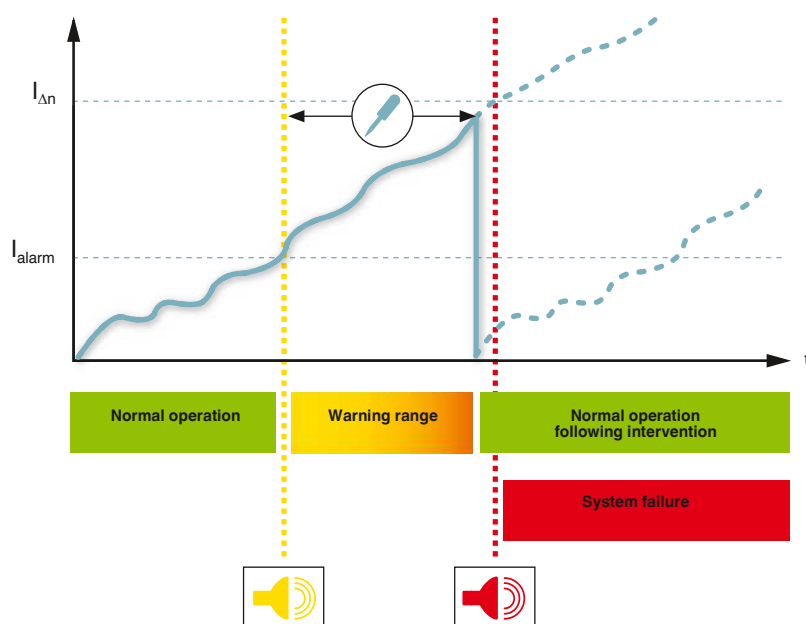 IΔn
Ialarm
t
Normal operation
Warning range
Normal operation
following intervention
System failure